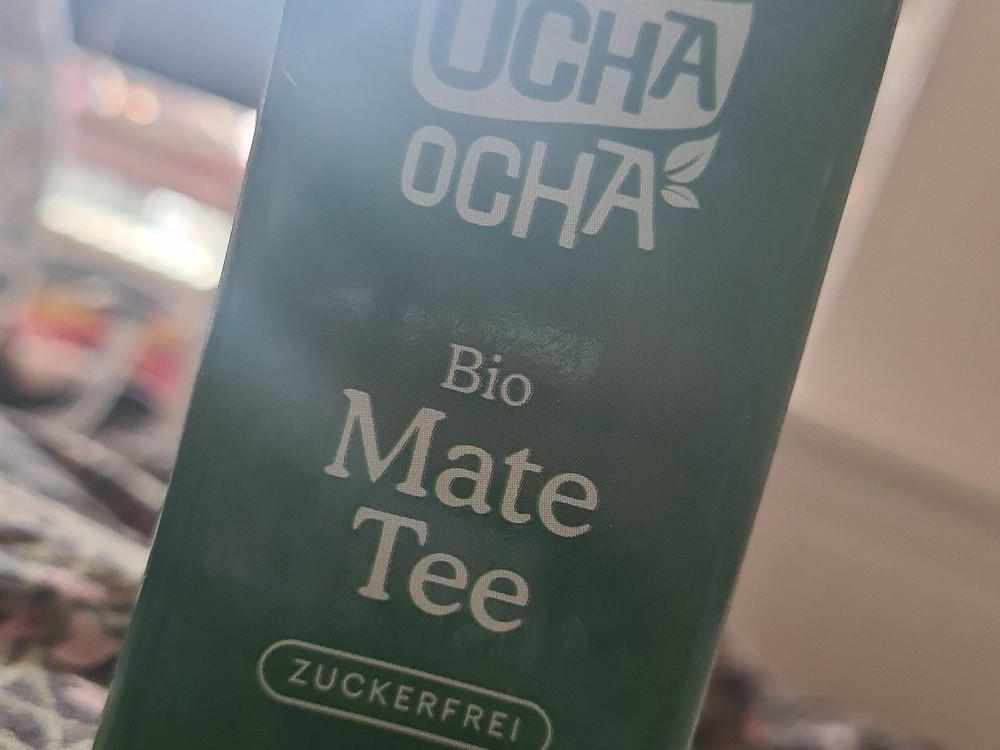 OCHA
OCHA
Bio
Mate
Tee
ZUCKERFREI